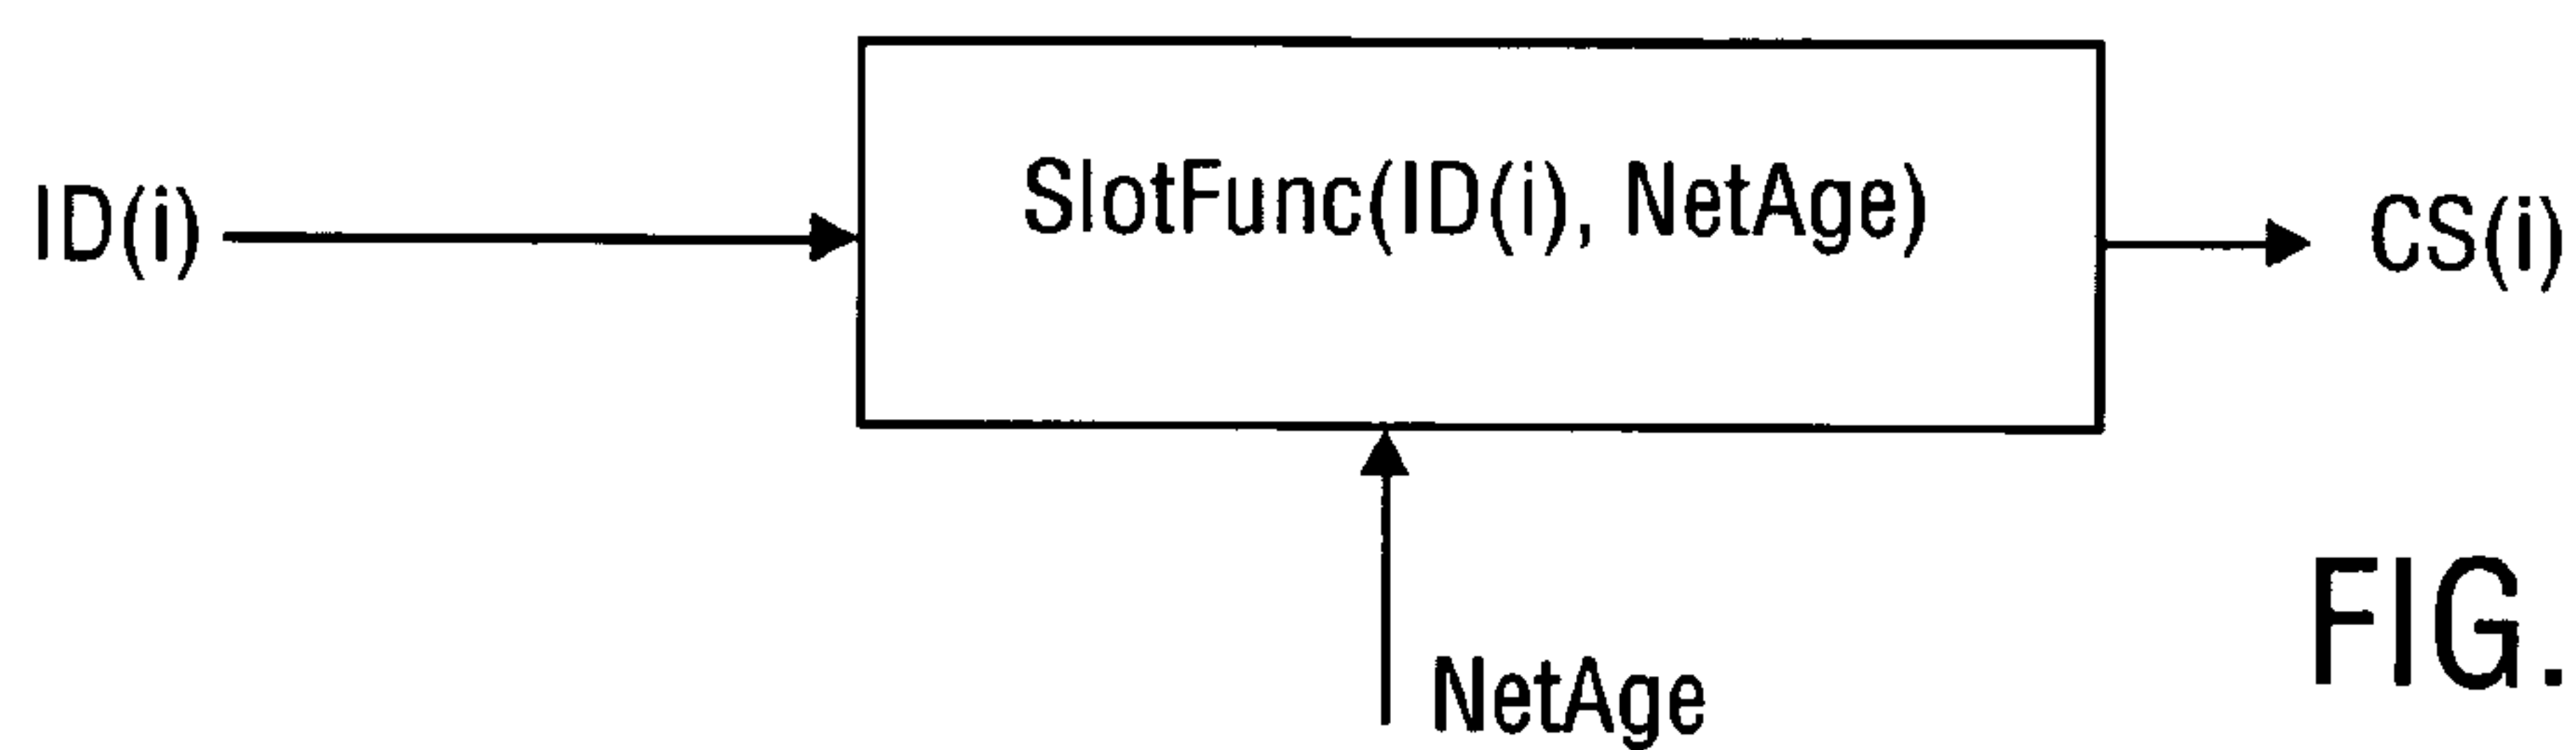 ID(i)
SlotFunc(ID(i), NetAge)
CS(i)
NetAge
FIG.